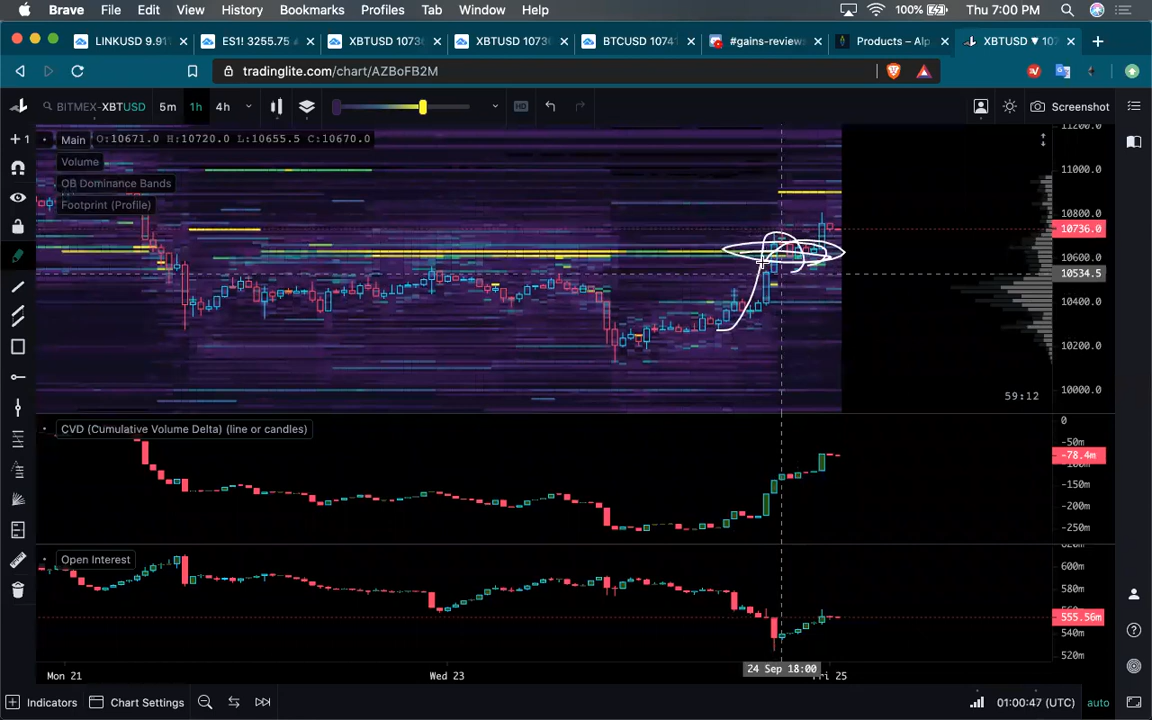 Brave File Edit View History Bookmarks Profiles Tab Window Help 100% Thu 7:00 PM
LINKUSD 9.91 ES1! 3255.75 XBTUSD 1073 XBTUSD 1073 BTCUSD 1074 #gains-reviews Products – Alp XBTUSD ▼ 107
tradinglite.com/chart/AZBoFB2M
BITMEX-XBTUSD 5m 1h 4h HD Screenshot
Main O:10671.0 H:10720.0 L:10655.5 C:10670.0
Volume
OB Dominance Bands
Footprint (Profile)
11200.0
11000.0
10800.0
10736.0
10600.0
10534.5
10400.0
10200.0
10000.0
59:12
CVD (Cumulative Volume Delta) (line or candles)
0
-50m
-78.4m
-150m
-200m
-250m
Open Interest
600m
580m
555.56m
540m
520m
Mon 21 Wed 23 24 Sep 18:00 Fri 25
Indicators Chart Settings 01:00:47 (UTC) auto